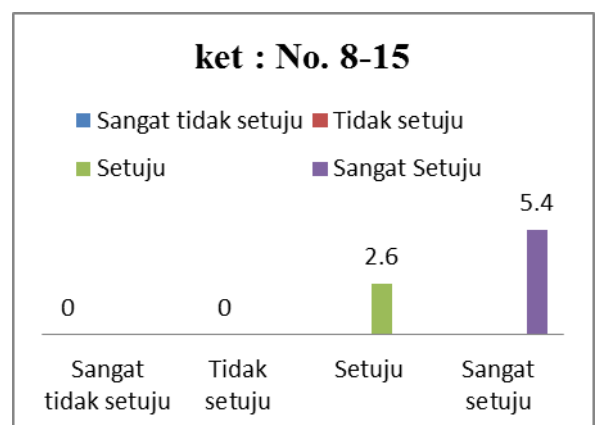 ket : No. 8-15
Sangat tidak setuju Tidak setuju
Setuju Sangat Setuju
5.4
2.6
0 0
Sangat Tidak Setuju Sangat
tidak setuju setuju setuju